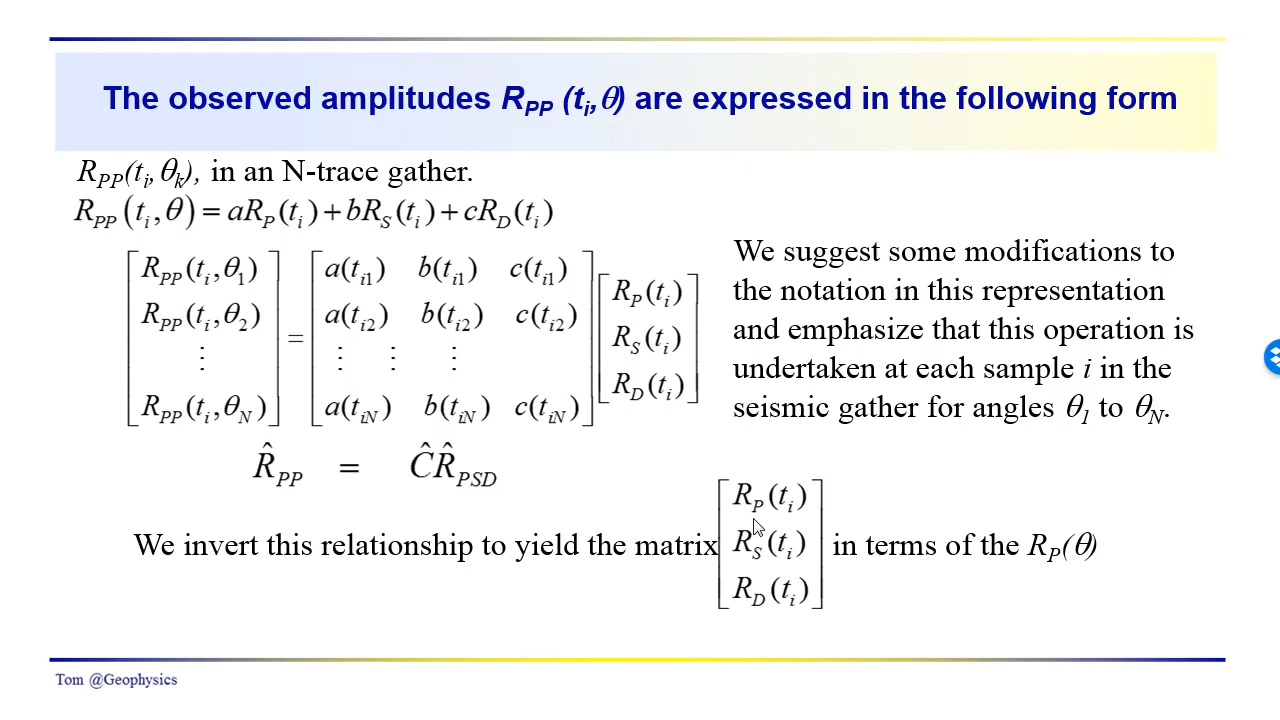 The observed amplitudes R_PP (t_i,θ) are expressed in the following form
R_PP(t_i,θ_k), in an N-trace gather.
R_PP(t_i,θ) = aR_P(t_i) + bR_S(t_i) + cR_D(t_i)
[R_PP(t_i,θ_1)] = [a(t_i1) b(t_i1) c(t_i1)] [R_P(t_i)]
[R_PP(t_i,θ_2)] [a(t_i2) b(t_i2) c(t_i2)] [R_S(t_i)]
⋮ ⋮ ⋮ ⋮
[R_PP(t_i,θ_N)] [a(t_iN) b(t_iN) c(t_iN)] [R_D(t_i)]
We suggest some modifications to
the notation in this representation
and emphasize that this operation is
undertaken at each sample i in the
seismic gather for angles θ_1 to θ_N.
R̂_PP = ĈR̂_PSD
We invert this relationship to yield the matrix [R_P(t_i) R_S(t_i) R_D(t_i)] in terms of the R_P(θ)
Tom @Geophysics